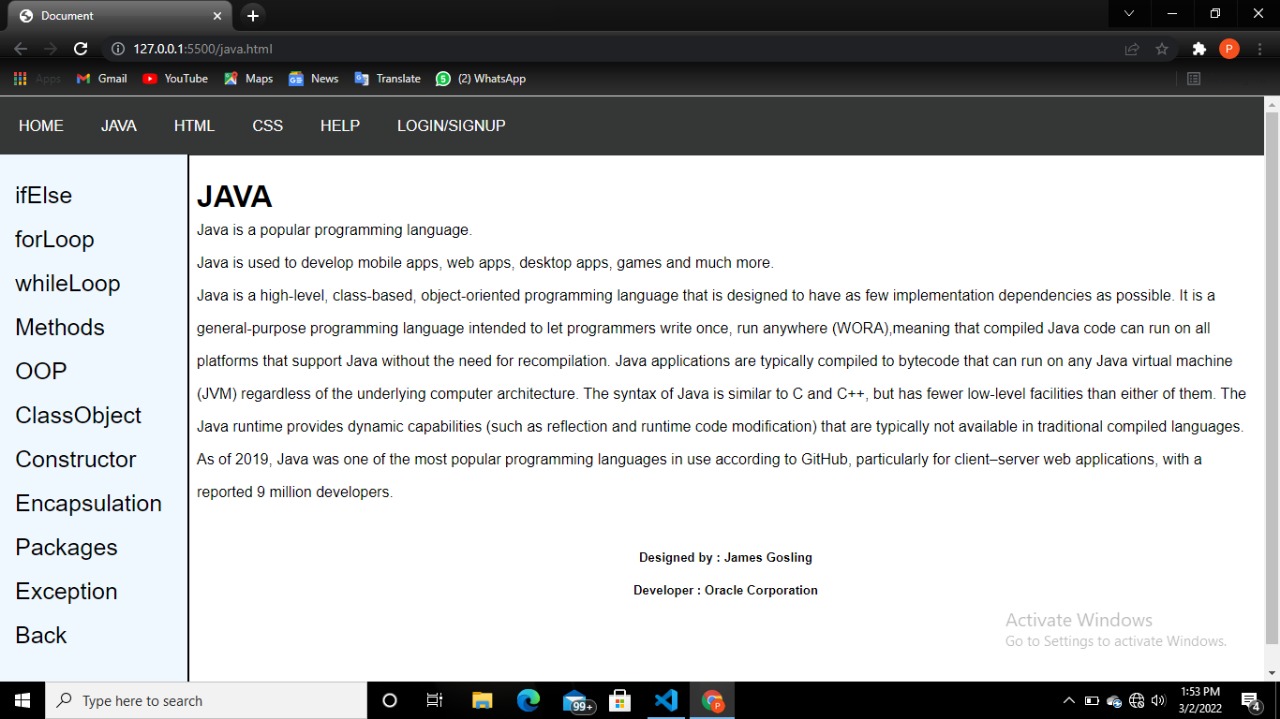 Document
127.0.0.1:5500/java.html
P
Apps Gmail YouTube Maps News Translate (2) WhatsApp
HOME JAVA HTML CSS HELP LOGIN/SIGNUP
ifElse
forLoop
whileLoop
Methods
OOP
ClassObject
Constructor
Encapsulation
Packages
Exception
Back
JAVA
Java is a popular programming language.
Java is used to develop mobile apps, web apps, desktop apps, games and much more.
Java is a high-level, class-based, object-oriented programming language that is designed to have as few implementation dependencies as possible. It is a
general-purpose programming language intended to let programmers write once, run anywhere (WORA),meaning that compiled Java code can run on all
platforms that support Java without the need for recompilation. Java applications are typically compiled to bytecode that can run on any Java virtual machine
(JVM) regardless of the underlying computer architecture. The syntax of Java is similar to C and C++, but has fewer low-level facilities than either of them. The
Java runtime provides dynamic capabilities (such as reflection and runtime code modification) that are typically not available in traditional compiled languages.
As of 2019, Java was one of the most popular programming languages in use according to GitHub, particularly for client–server web applications, with a
reported 9 million developers.
Designed by : James Gosling
Developer : Oracle Corporation
Activate Windows
Go to Settings to activate Windows.
Type here to search
99+
P
1:53 PM
3/2/2022
4